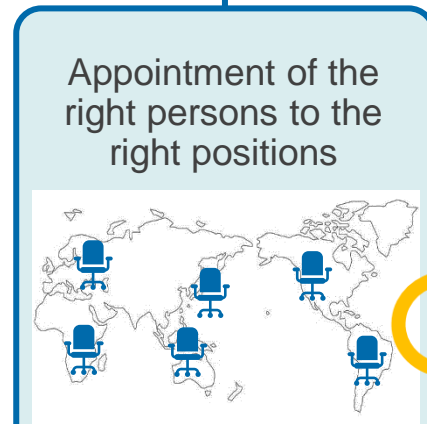 Appointment of the
right persons to the
right positions